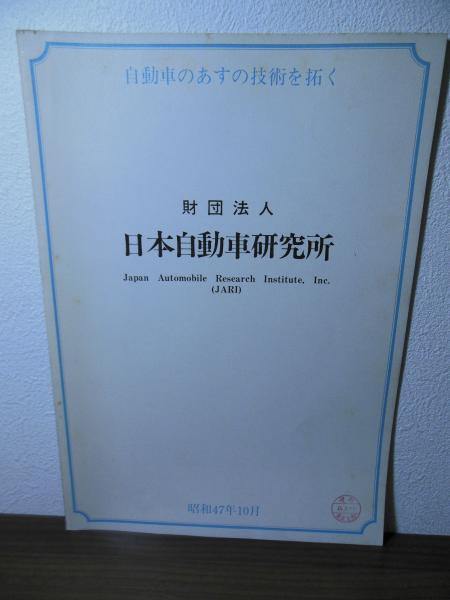 自動車のあすの技術を拓く
財団法人
日本自動車研究所
Japan Automobile Research Institute, Inc.
(JARI)
昭和47年10月